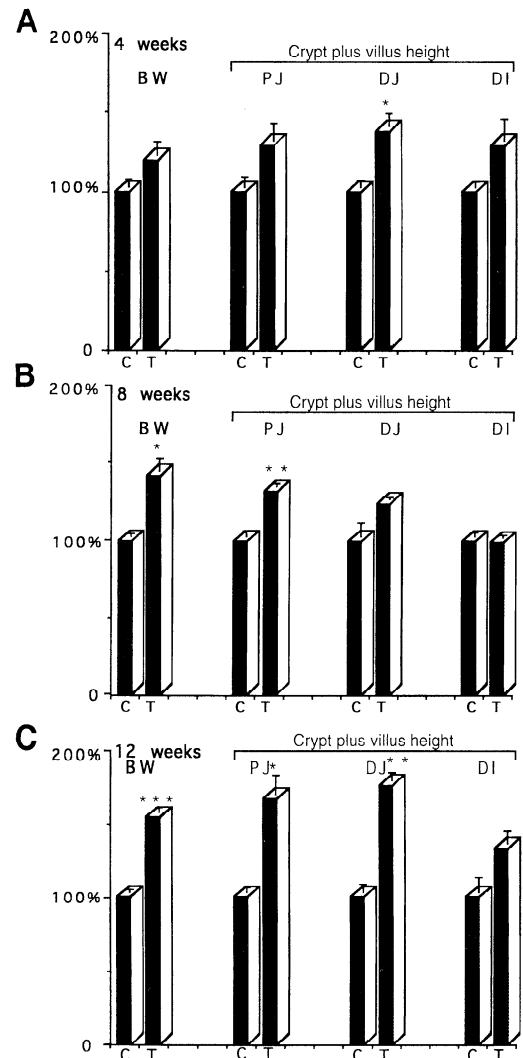 A
200%
4 weeks
Crypt plus villus height
BW PJ DJ DI
*
100%
0
C T C T C T C T
B
200%
8 weeks
Crypt plus villus height
BW PJ DJ DI
* * *
100%
0
C T C T C T C T
C
200%
12 weeks
Crypt plus villus height
BW PJ* DJ** DI
* * *
100%
0
C T C T C T C T